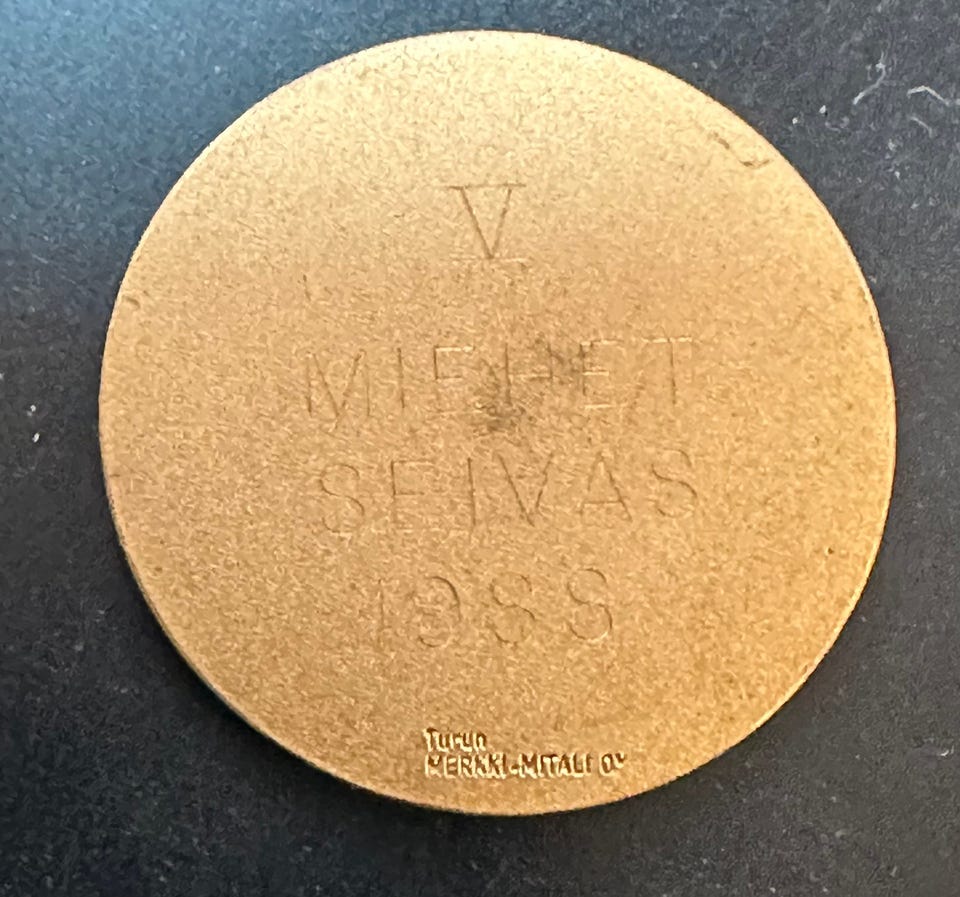 V
MIEHET
SEIVÄS
1988
Turun
MERKKI-MITALI OY